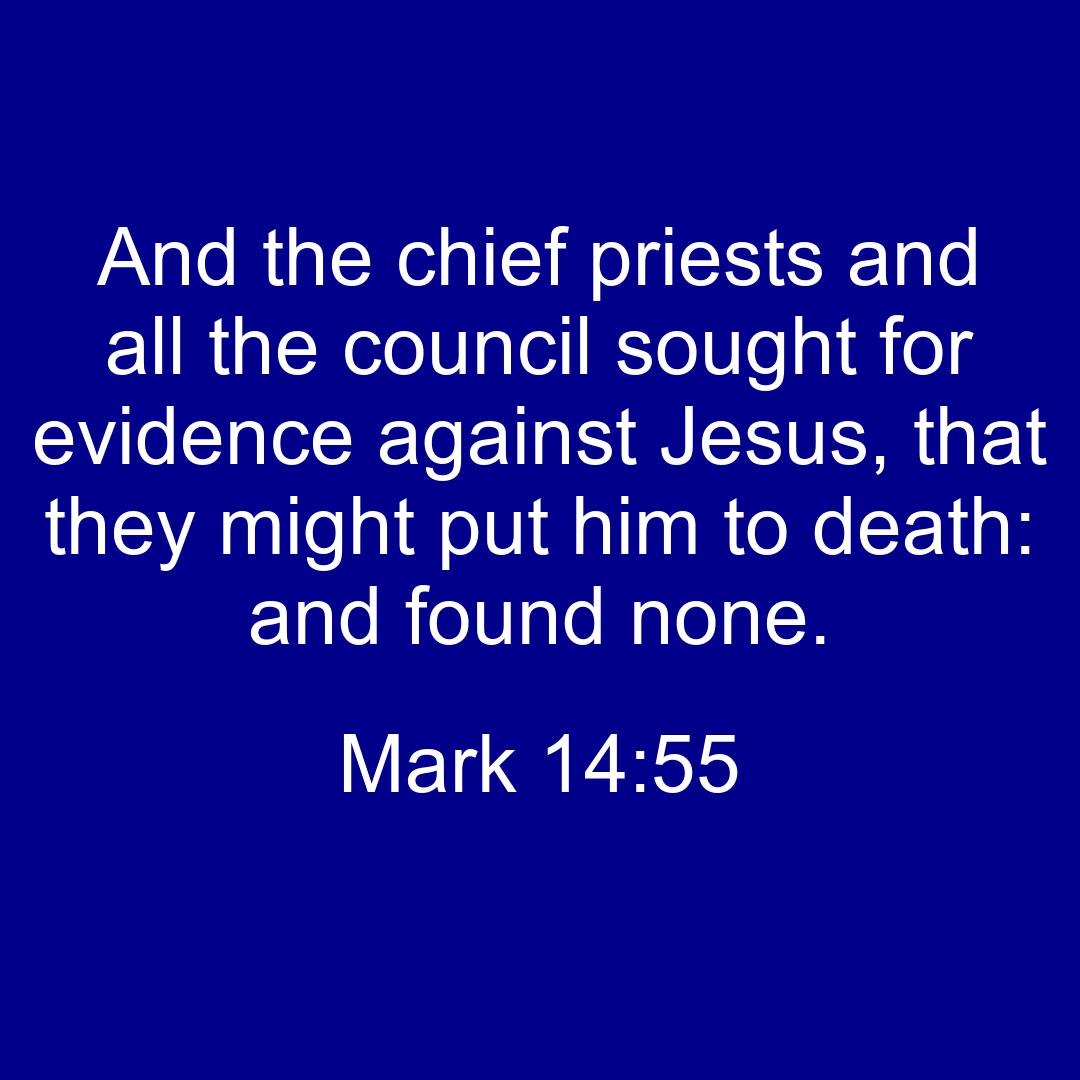 And the chief priests and
all the council sought for
evidence against Jesus, that
they might put him to death:
and found none.
Mark 14:55